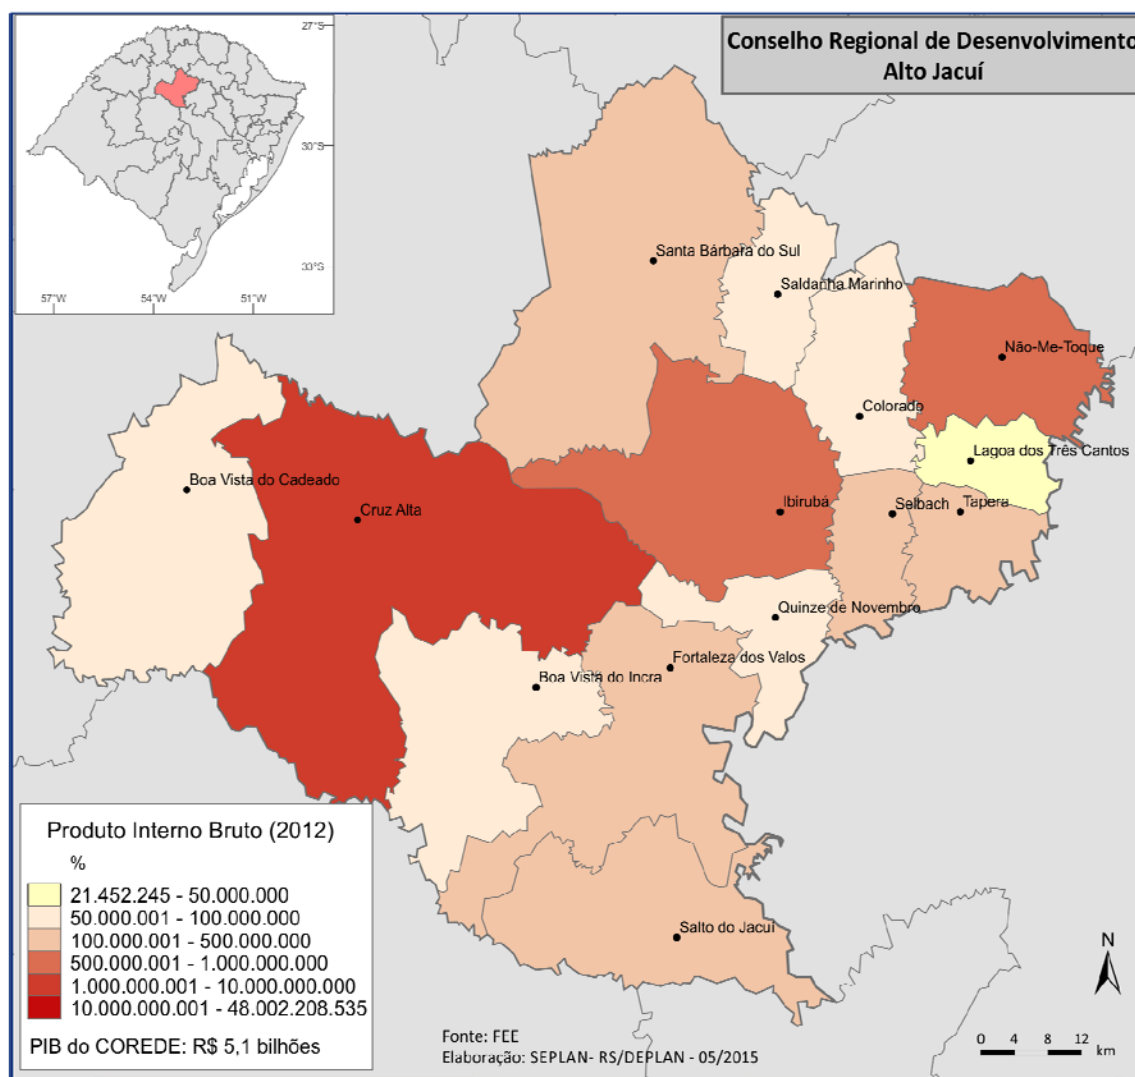 Conselho Regional de Desenvolvimento
Alto Jacuí
27°S
30°S
33°S
57°W
54°W
51°W
Santa Bárbara do Sul
Saldanha Marinho
Não-Me-Toque
Colorado
Lagoa dos Três Cantos
Boa Vista do Cadeado
Cruz Alta
Ibirubá
Selbach
Tapera
Quinze de Novembro
Fortaleza dos Valos
Boa Vista do Incra
Salto do Jacuí
Produto Interno Bruto (2012)
%
21.452.245 - 50.000.000
50.000.001 - 100.000.000
100.000.001 - 500.000.000
500.000.001 - 1.000.000.000
1.000.000.001 - 10.000.000.000
10.000.000.001 - 48.002.208.535
PIB do COREDE: R$ 5,1 bilhões
Fonte: FEE
Elaboração: SEPLAN- RS/DEPLAN - 05/2015
N
0 4 8 12
km